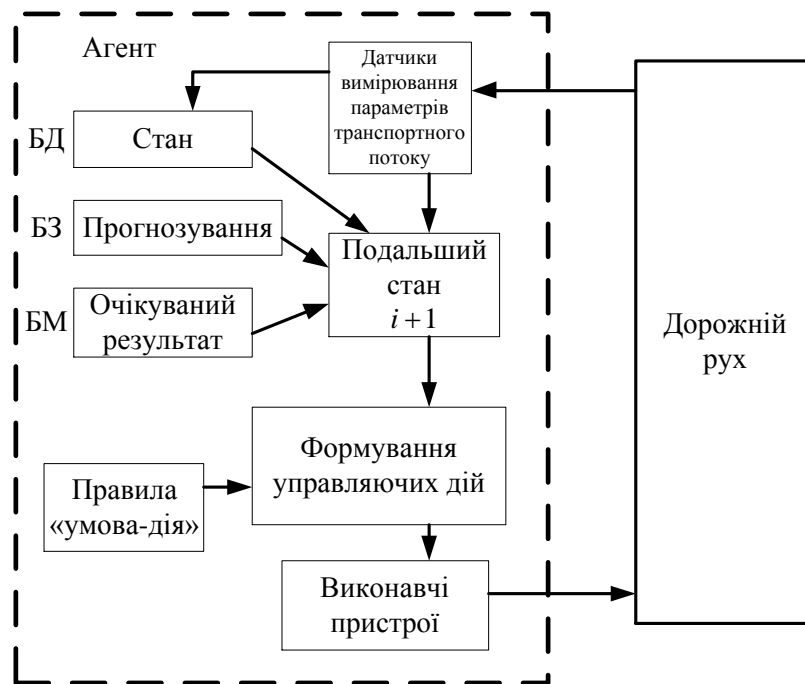 Агент
Датчики
вимірювання
параметрів
транспортного
потоку
БД
Стан
БЗ
Прогнозування
БМ
Очікуваний
результат
Подальший
стан
i + 1
Дорожній
рух
Формування
управляючих дій
Правила
«умова-дія»
Виконавчі
пристрої